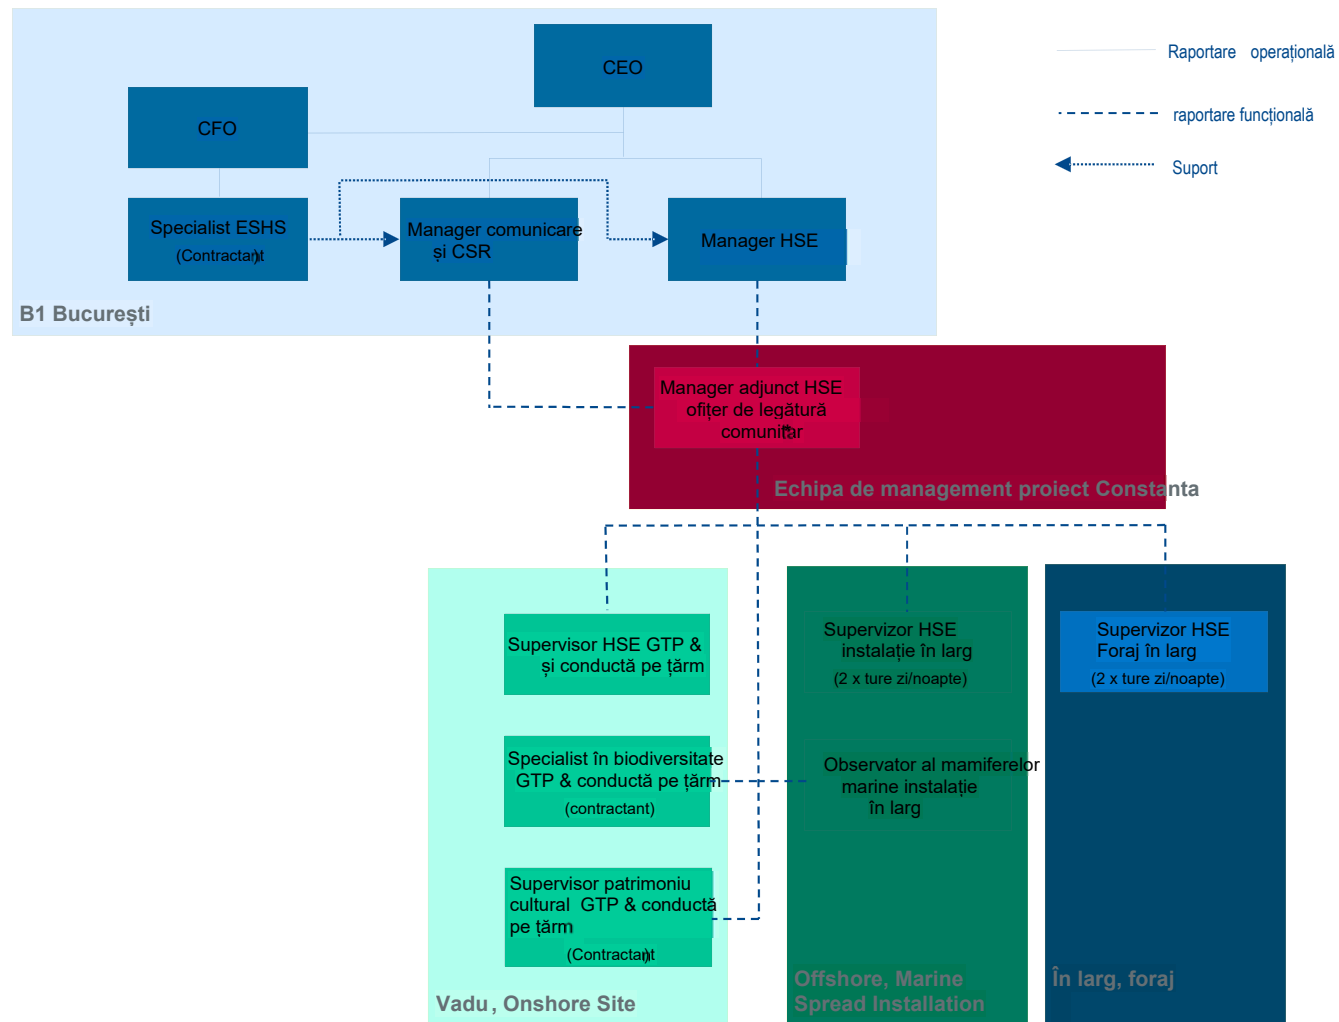 CEO
Raportare operațională
CFO
raportare funcțională
Suport
Specialist ESHS
(Contractant)
Manager comunicare
și CSR
Manager HSE
B1 București
Manager adjunct HSE
ofițer de legătură
comunitar
Echipa de management proiect Constanta
Supervisor HSE GTP &
și conductă pe țărm
Supervizor HSE
instalație în larg
(2 x ture zi/noapte)
Supervizor HSE
Foraj în larg
(2 x ture zi/noapte)
Specialist în biodiversitate
GTP & conductă pe țărm
(contractant)
Observator al mamiferelor
marine instalație
în larg
Supervisor patrimoniu
cultural GTP & conductă
pe țărm
(Contractant)
Vadu, Onshore Site
Offshore, Marine
Spread Installation
În larg, foraj